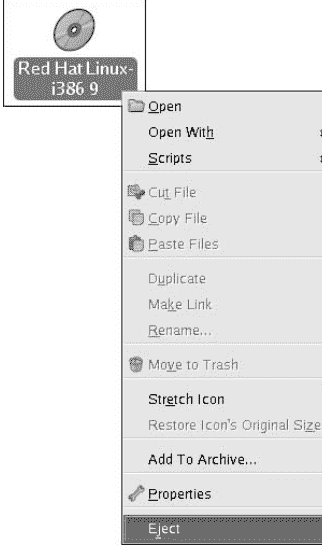 Red Hat Linux-
i386 9
Open
Open With
Scripts
Cut File
Copy File
Paste Files
Duplicate
Make Link
Rename...
Move to Trash
Stretch Icon
Restore Icon's Original Size
Add To Archive...
Properties
Eject